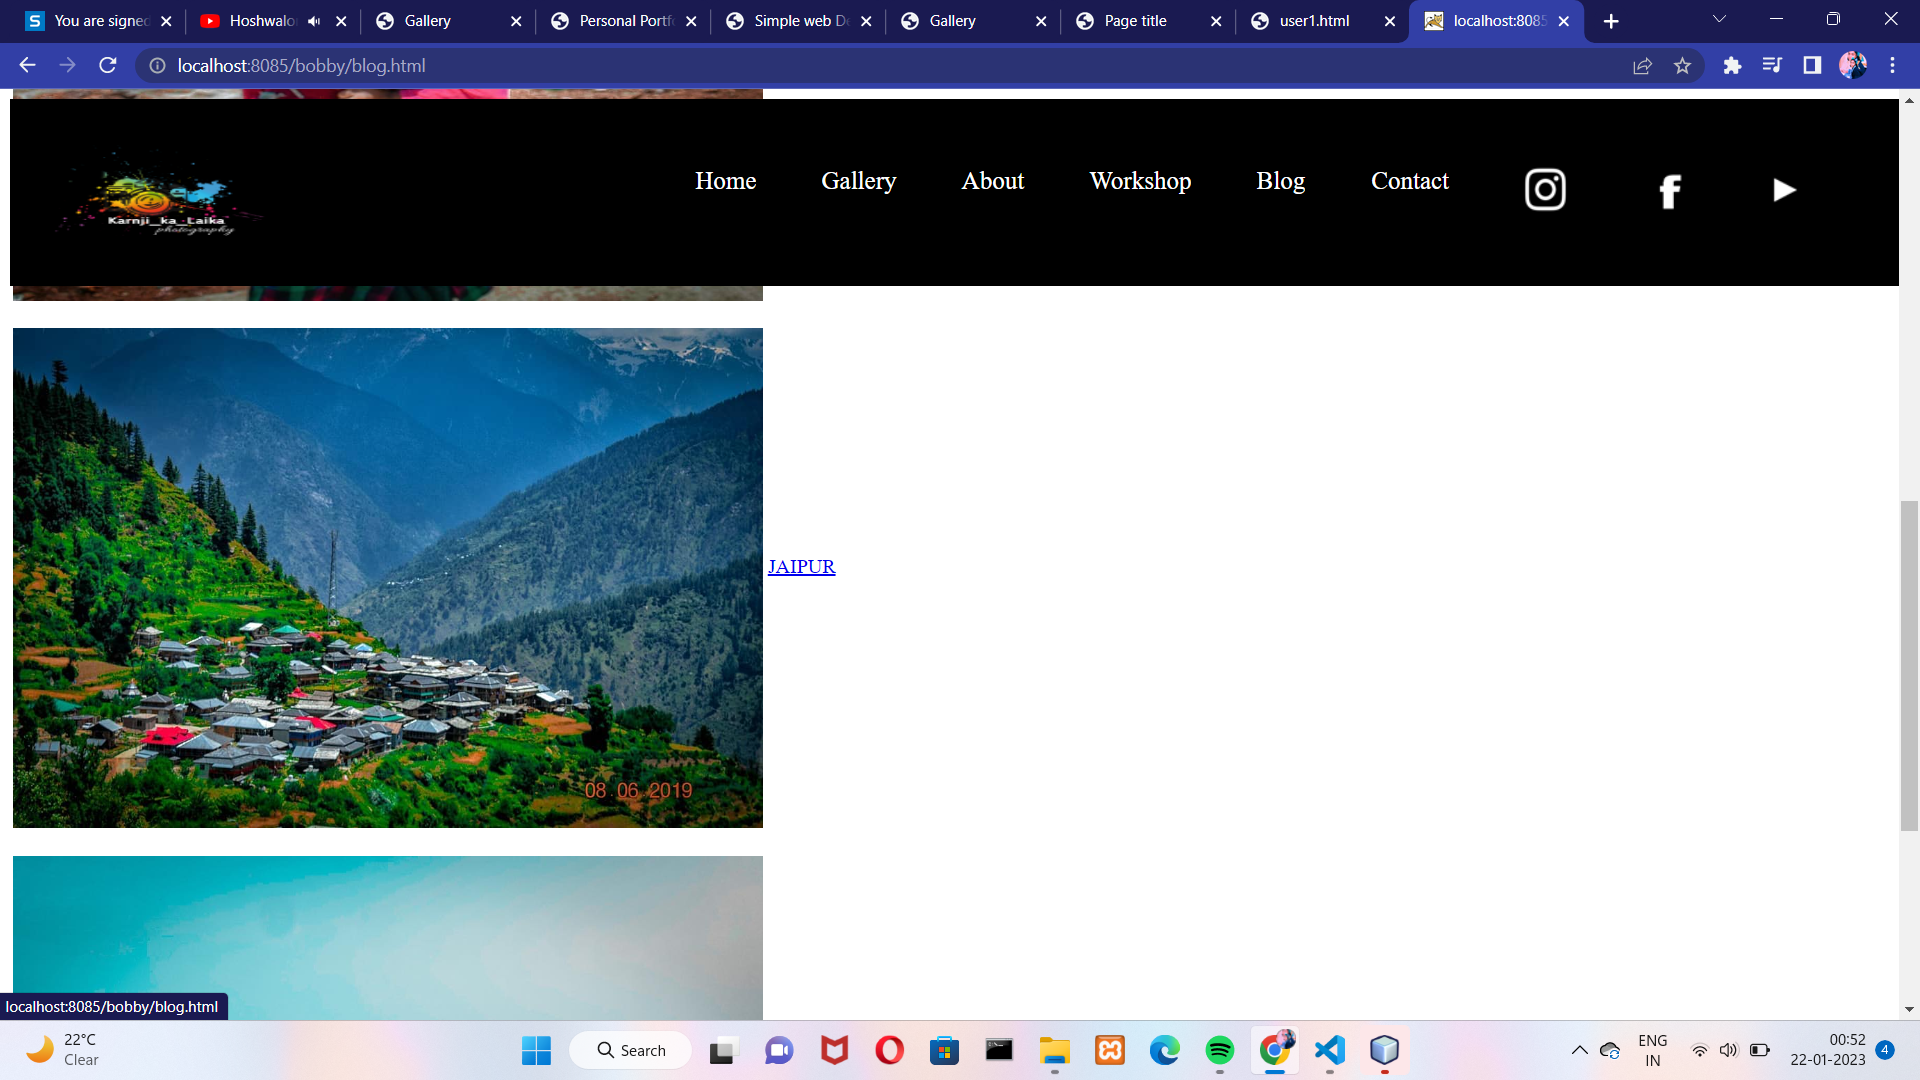 You are signe
Hoshwalo
Gallery
Personal Portf
Simple web De
Gallery
Page title
user1.html
localhost:8085
localhost:8085/bobby/blog.html
Karnji_ka_Laika
photography
Home
Gallery
About
Workshop
Blog
Contact
JAIPUR
08.06.2019
localhost:8085/bobby/blog.html
22°C
Clear
Search
ENG
IN
00:52
22-01-2023
4